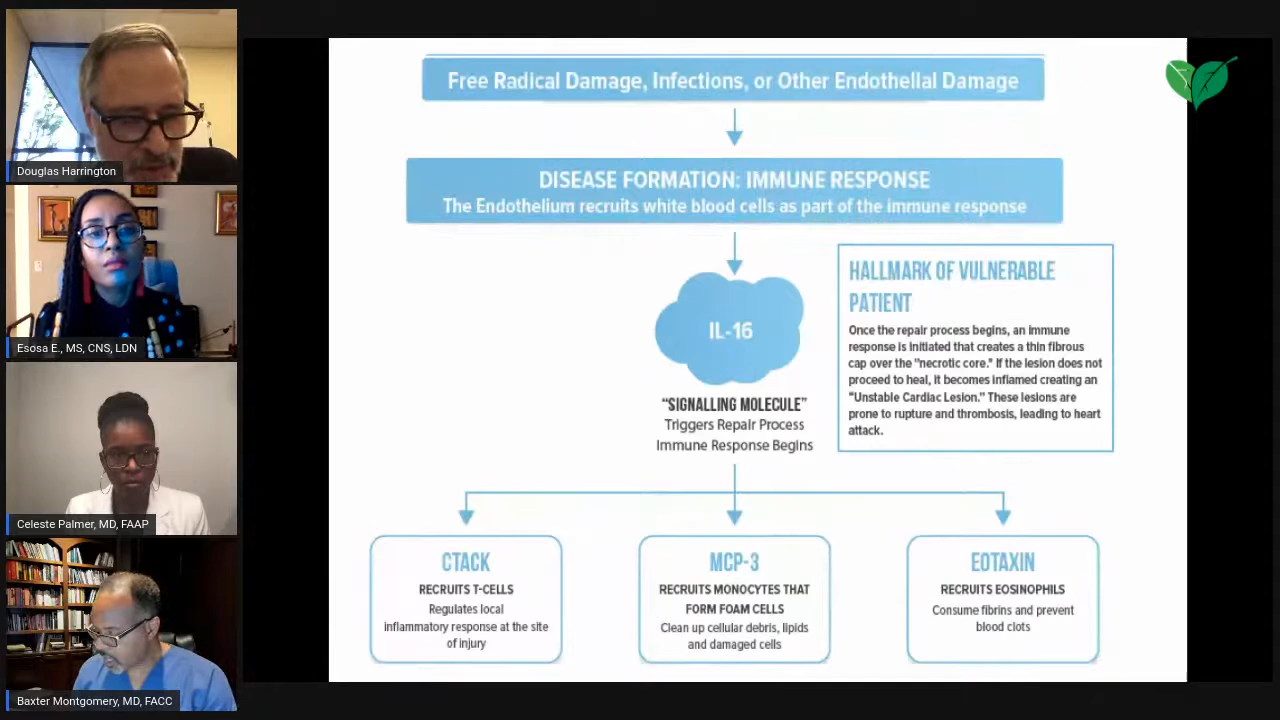 Douglas Harrington
Esosa E., MS, CNS, LDN
Celeste Palmer, MD, FAAP
Baxter Montgomery, MD, FACC
Free Radical Damage, Infections, or Other Endothelial Damage
DISEASE FORMATION: IMMUNE RESPONSE
The Endothelium recruits white blood cells as part of the immune response
IL-16
"SIGNALLING MOLECULE"
Triggers Repair Process
Immune Response Begins
HALLMARK OF VULNERABLE
PATIENT
Once the repair process begins, an immune
response is initiated that creates a thin fibrous
cap over the "necrotic core." If the lesion does not
proceed to heal, it becomes inflamed creating an
"Unstable Cardiac Lesion." These lesions are
prone to rupture and thrombosis, leading to heart
attack.
CTACK
RECRUITS T-CELLS
Regulates local
inflammatory response at the site
of injury
MCP-3
RECRUITS MONOCYTES THAT
FORM FOAM CELLS
Clean up cellular debris, lipids
and damaged cells
EOTAXIN
RECRUITS EOSINOPHILS
Consume fibrins and prevent
blood clots